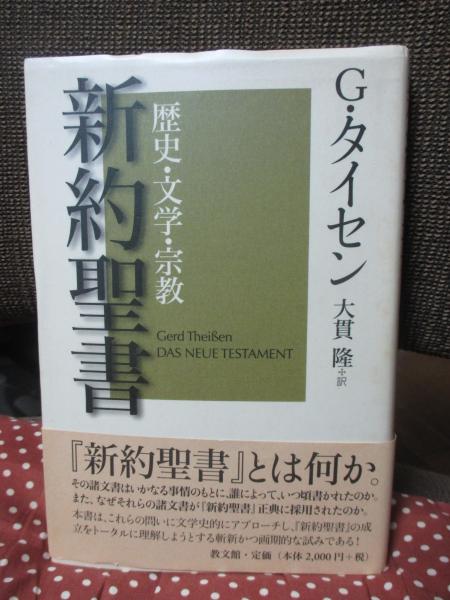 G・タイセン
大貫 隆✢訳
歴史・文学・宗教
新約聖書
Gerd Theißen
DAS NEUE TESTAMENT
『新約聖書』とは何か。
その諸文書はいかなる事情のもとに、誰によって、いつ頃書かれたのか。
また、なぜそれらの諸文書が『新約聖書』正典に採用されたのか。
本書は、これらの問いに文学史的にアプローチし、『新約聖書』の成
立をトータルに理解しようとする斬新かつ画期的な試みである!
教文館・定価(本体2,000円+税)